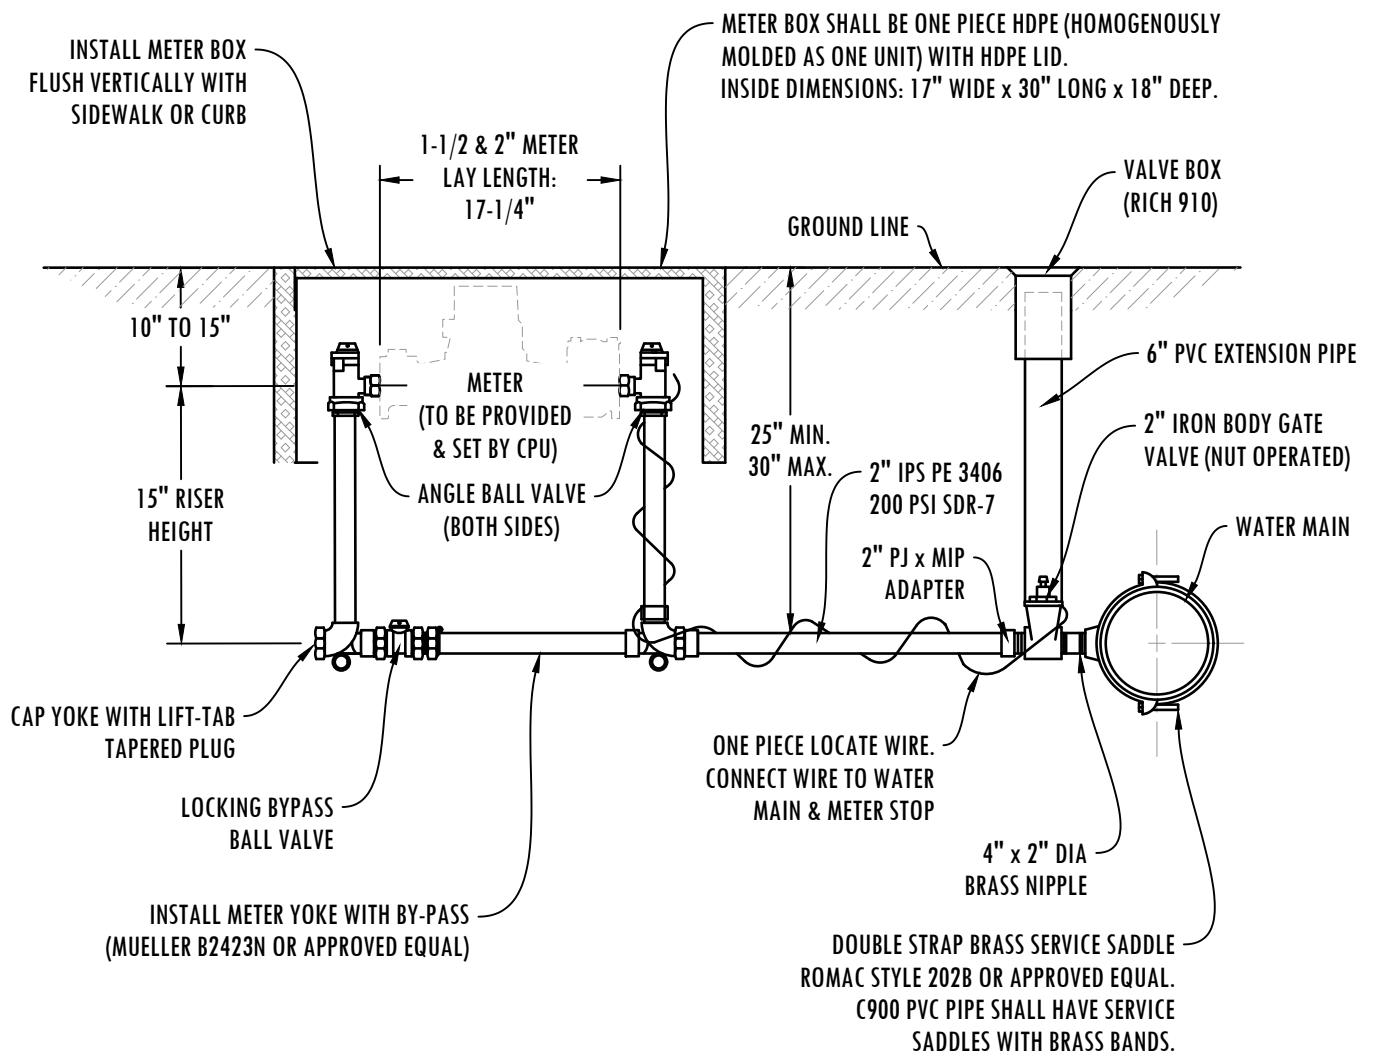 INSTALL METER BOX
FLUSH VERTICALLY WITH
SIDEWALK OR CURB
METER BOX SHALL BE ONE PIECE HDPE (HOMOGENOUSLY
MOLDED AS ONE UNIT) WITH HDPE LID.
INSIDE DIMENSIONS: 17" WIDE x 30" LONG x 18" DEEP.
1-1/2 & 2" METER
LAY LENGTH:
17-1/4"
VALVE BOX
(RICH 910)
GROUND LINE
10" TO 15"
6" PVC EXTENSION PIPE
METER
(TO BE PROVIDED
& SET BY CPU)
2" IRON BODY GATE
VALVE (NUT OPERATED)
25" MIN.
30" MAX.
2" IPS PE 3406
200 PSI SDR-7
15" RISER
HEIGHT
ANGLE BALL VALVE
(BOTH SIDES)
WATER MAIN
2" PJ x MIP
ADAPTER
CAP YOKE WITH LIFT-TAB
TAPERED PLUG
ONE PIECE LOCATE WIRE.
CONNECT WIRE TO WATER
MAIN & METER STOP
LOCKING BYPASS
BALL VALVE
4" x 2" DIA
BRASS NIPPLE
INSTALL METER YOKE WITH BY-PASS
(MUELLER B2423N OR APPROVED EQUAL)
DOUBLE STRAP BRASS SERVICE SADDLE
ROMAC STYLE 202B OR APPROVED EQUAL.
C900 PVC PIPE SHALL HAVE SERVICE
SADDLES WITH BRASS BANDS.